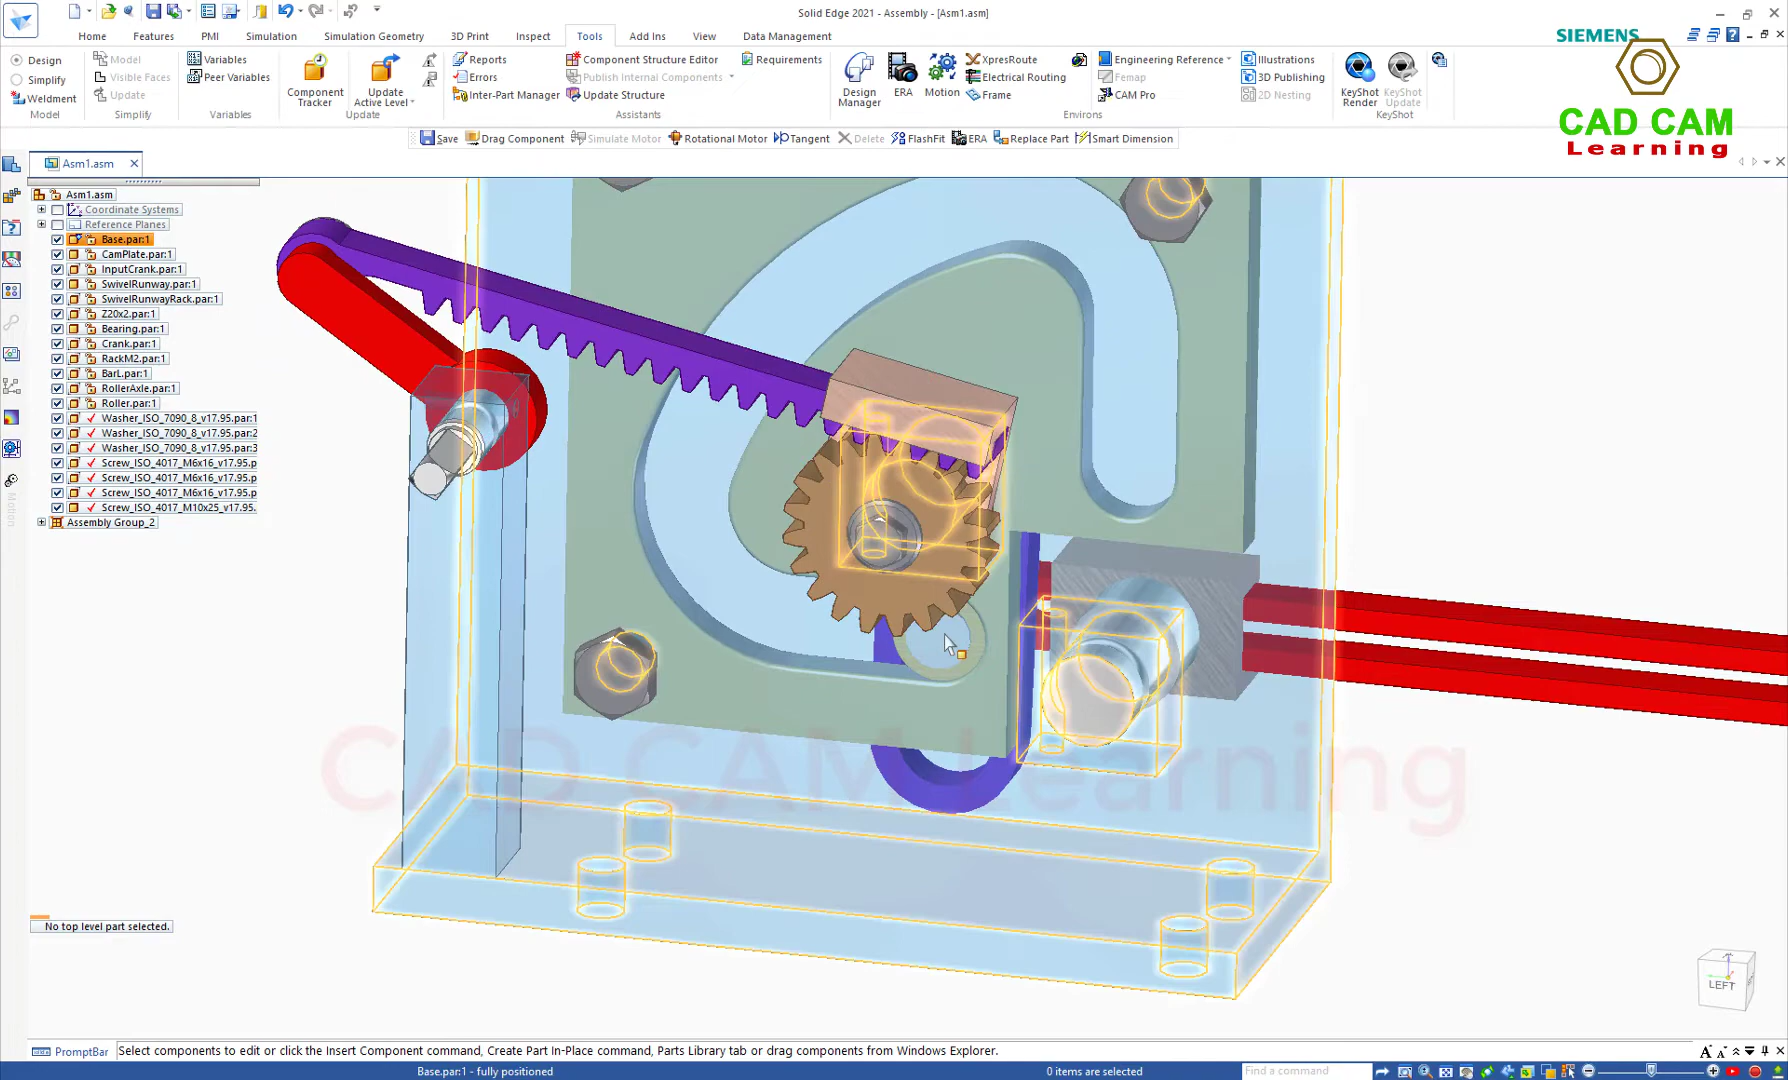 Solid Edge 2021 - Assembly - [Asm1.asm]
Home Features PMI Simulation Simulation Geometry 3D Print Inspect Tools Add Ins View Data Management
SIEMENS
Design
Simplify
Weldment
Model
Model
Visible Faces
Update
Simplify
Variables
Peer Variables
Variables
Component
Tracker
Update
Active Level
Update
Reports
Errors
Inter-Part Manager
Component Structure Editor
Publish Internal Components
Update Structure
Requirements
Assistants
Design
Manager
ERA
Motion
XpresRoute
Electrical Routing
Frame
Engineering Reference
Femap
CAM Pro
Environs
Illustrations
3D Publishing
2D Nesting
KeyShot
Render
KeyShot
Update
KeyShot
CAD CAM
Learning
Save Drag Component Simulate Motor Rotational Motor Tangent Delete FlashFit ERA Replace Part Smart Dimension
Asm1.asm
Asm1.asm
Coordinate Systems
Reference Planes
Base.par:1
CamPlate.par:1
InputCrank.par:1
SwivelRunway.par:1
SwivelRunwayRack.par:1
Z20x2.par:1
Bearing.par:1
Crank.par:1
RackM2.par:1
BarL.par:1
RollerAxle.par:1
Roller.par:1
Washer_ISO_7090_8_v17.95.par:1
Washer_ISO_7090_8_v17.95.par:2
Washer_ISO_7090_8_v17.95.par:3
Screw_ISO_4017_M6x16_v17.95.p
Screw_ISO_4017_M6x16_v17.95.p
Screw_ISO_4017_M6x16_v17.95.p
Screw_ISO_4017_M10x25_v17.95.
Assembly Group_2
Motion
CAD CAM Learning
No top level part selected.
LEFT
PromptBar
Select components to edit or click the Insert Component command, Create Part In-Place command, Parts Library tab or drag components from Windows Explorer.
Base.par:1 - fully positioned
0 items are selected
Find a command